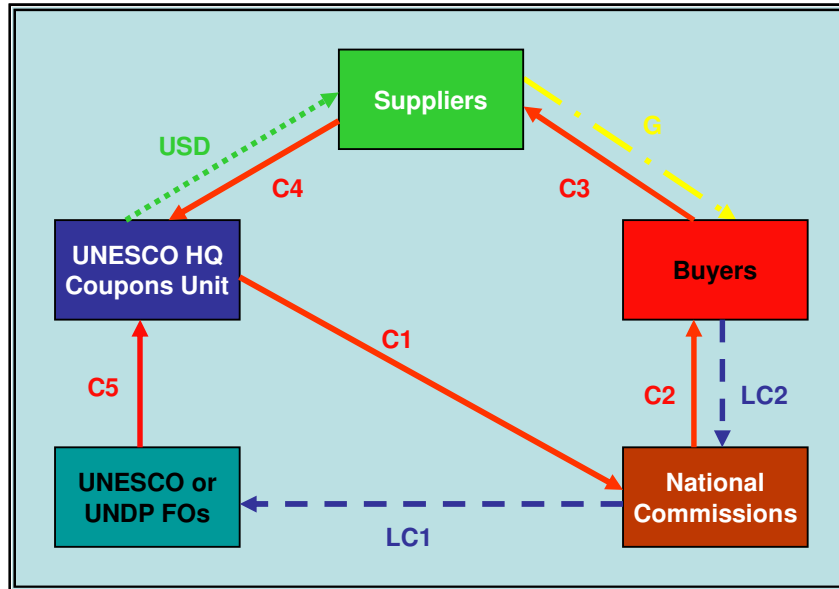 Suppliers
G
USD
C4
C3
UNESCO HQ
Coupons Unit
Buyers
C1
C5
C2
LC2
UNESCO or
UNDP FOs
National
Commissions
LC1